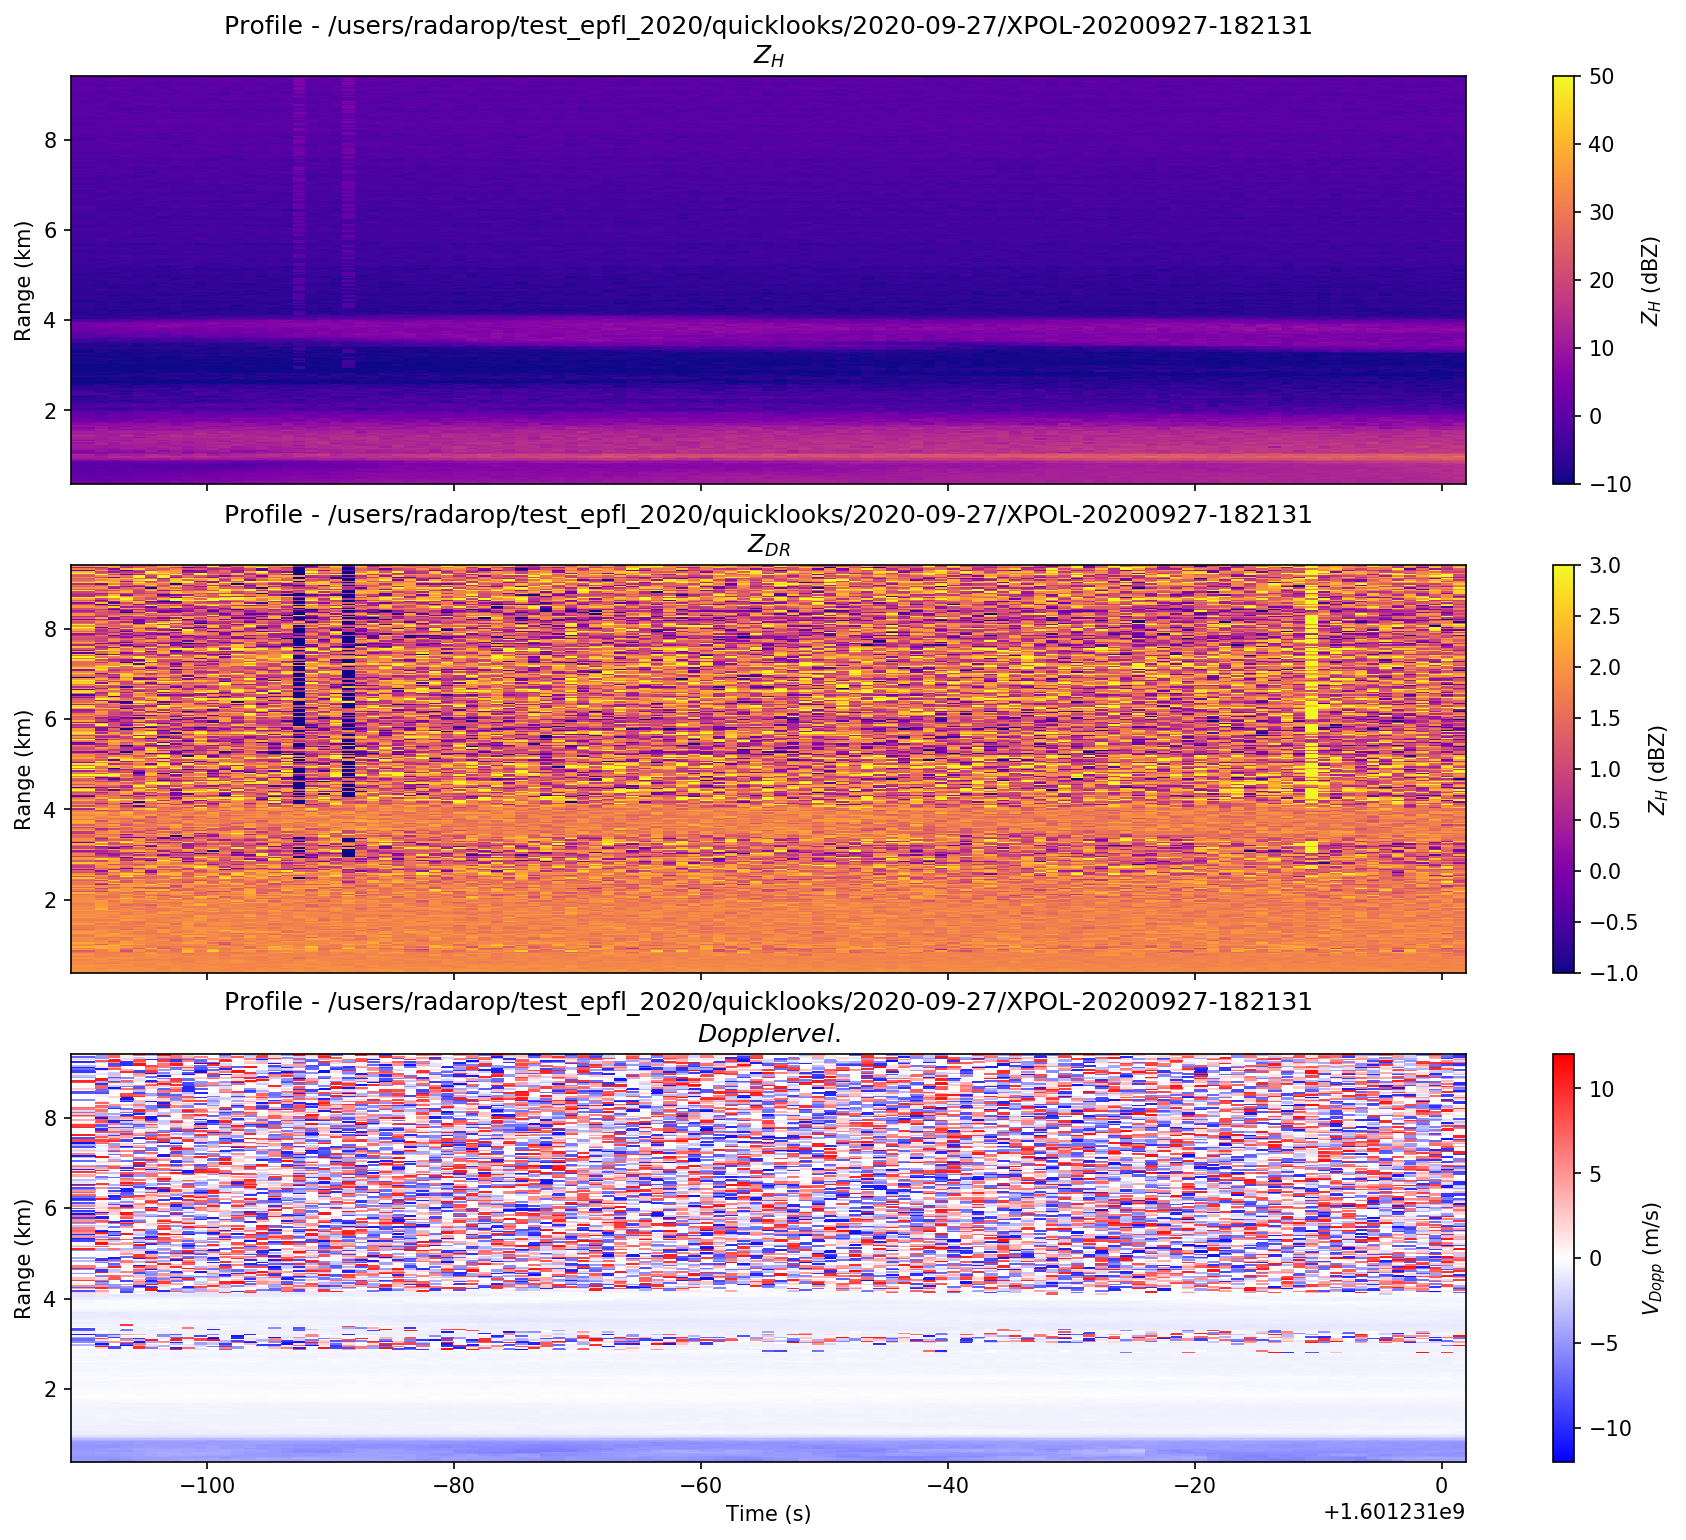 Profile - /users/radarop/test_epfl_2020/quicklooks/2020-09-27/XPOL-20200927-182131
Z_H
Range (km)
8
6
4
2
50
40
30
20
10
0
−10
Z_H (dBZ)
Profile - /users/radarop/test_epfl_2020/quicklooks/2020-09-27/XPOL-20200927-182131
Z_DR
Range (km)
8
6
4
2
3.0
2.5
2.0
1.5
1.0
0.5
0.0
−0.5
−1.0
Z_H (dBZ)
Profile - /users/radarop/test_epfl_2020/quicklooks/2020-09-27/XPOL-20200927-182131
Dopplervel.
Range (km)
8
6
4
2
10
5
0
−5
−10
V_Dopp (m/s)
−100 −80 −60 −40 −20 0
Time (s)
+1.601231e9